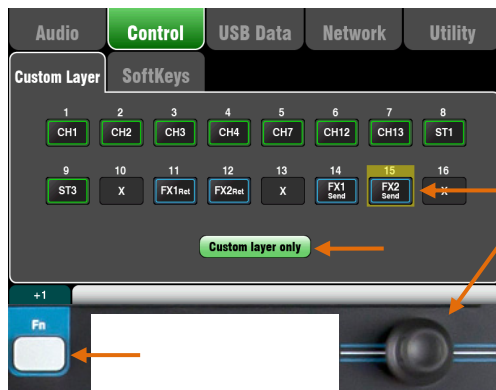 Audio Control USB Data Network Utility
Custom Layer SoftKeys
1 2 3 4 5 6 7 8
CH1 CH2 CH3 CH4 CH7 CH12 CH13 ST1
9 10 11 12 13 14 15 16
ST3 X FX1Ret FX2Ret X FX1 Send FX2 Send X
Custom layer only
+1
Fn